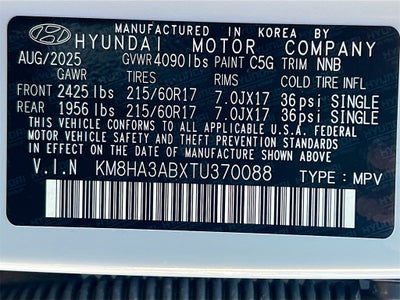 MANUFACTURED IN KOREA BY
HYUNDAI MOTOR COMPANY
AUG/2025 GVWR 4090lbs PAINT C5G TRIM NNB
GAWR TIRES RIMS COLD TIRE INFL
FRONT 2425lbs 215/60R17 7.0JX17 36psi SINGLE
REAR 1956lbs 215/60R17 7.0JX17 36psi SINGLE
THIS VEHICLE CONFORMS TO ALL APPLICABLE U.S. FEDERAL
MOTOR VEHICLE SAFETY AND THEFT PREVENTION STANDARDS
IN EFFECT ON THE DATE OF MANUFACTURE SHOWN ABOVE.
V.I.N KM8HA3ABXTU370088
TYPE : MPV